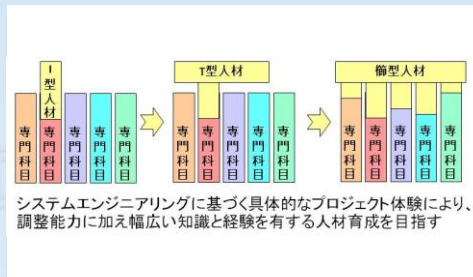 I型人材
専門科目
専門科目
専門科目
専門科目
専門科目
T型人材
専門科目
専門科目
専門科目
専門科目
専門科目
櫛型人材
専門科目
専門科目
専門科目
専門科目
専門科目
システムエンジニアリングに基づく具体的なプロジェクト体験により、
調整能力に加え幅広い知識と経験を有する人材育成を目指す